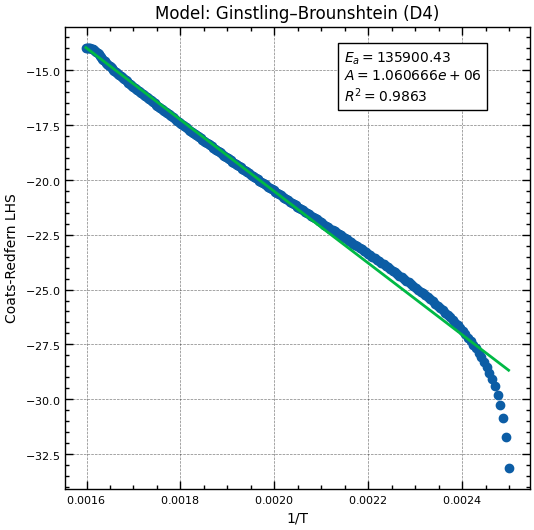 Model: Ginstling–Brounshtein (D4)
Eₐ = 135900.43
A = 1.060666e + 06
R² = 0.9863
−15.0
−17.5
−20.0
−22.5
−25.0
−27.5
−30.0
−32.5
Coats-Redfern LHS
0.0016 0.0018 0.0020 0.0022 0.0024
1/T